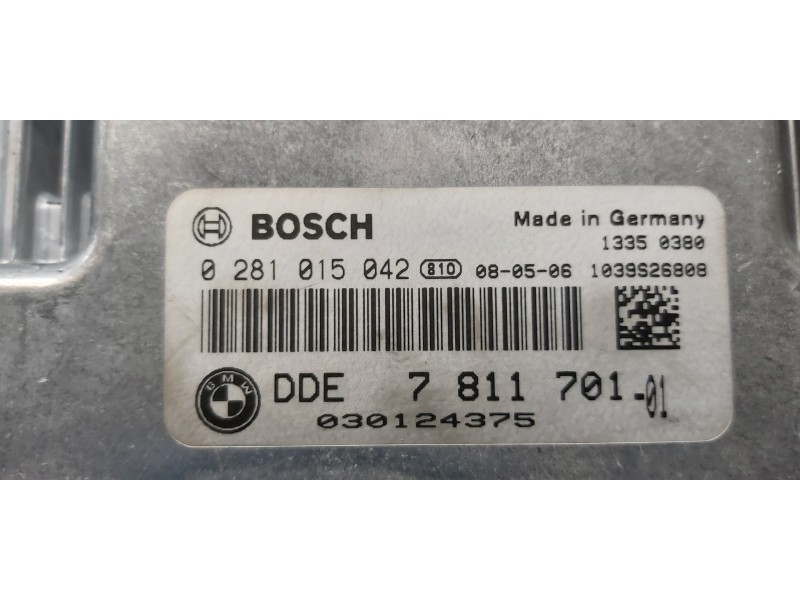 BOSCH
Made in Germany
1335 0380
0 281 015 042 810 08-05-06 1039S26808
BMW
DDE 7 811 701-01
030124375